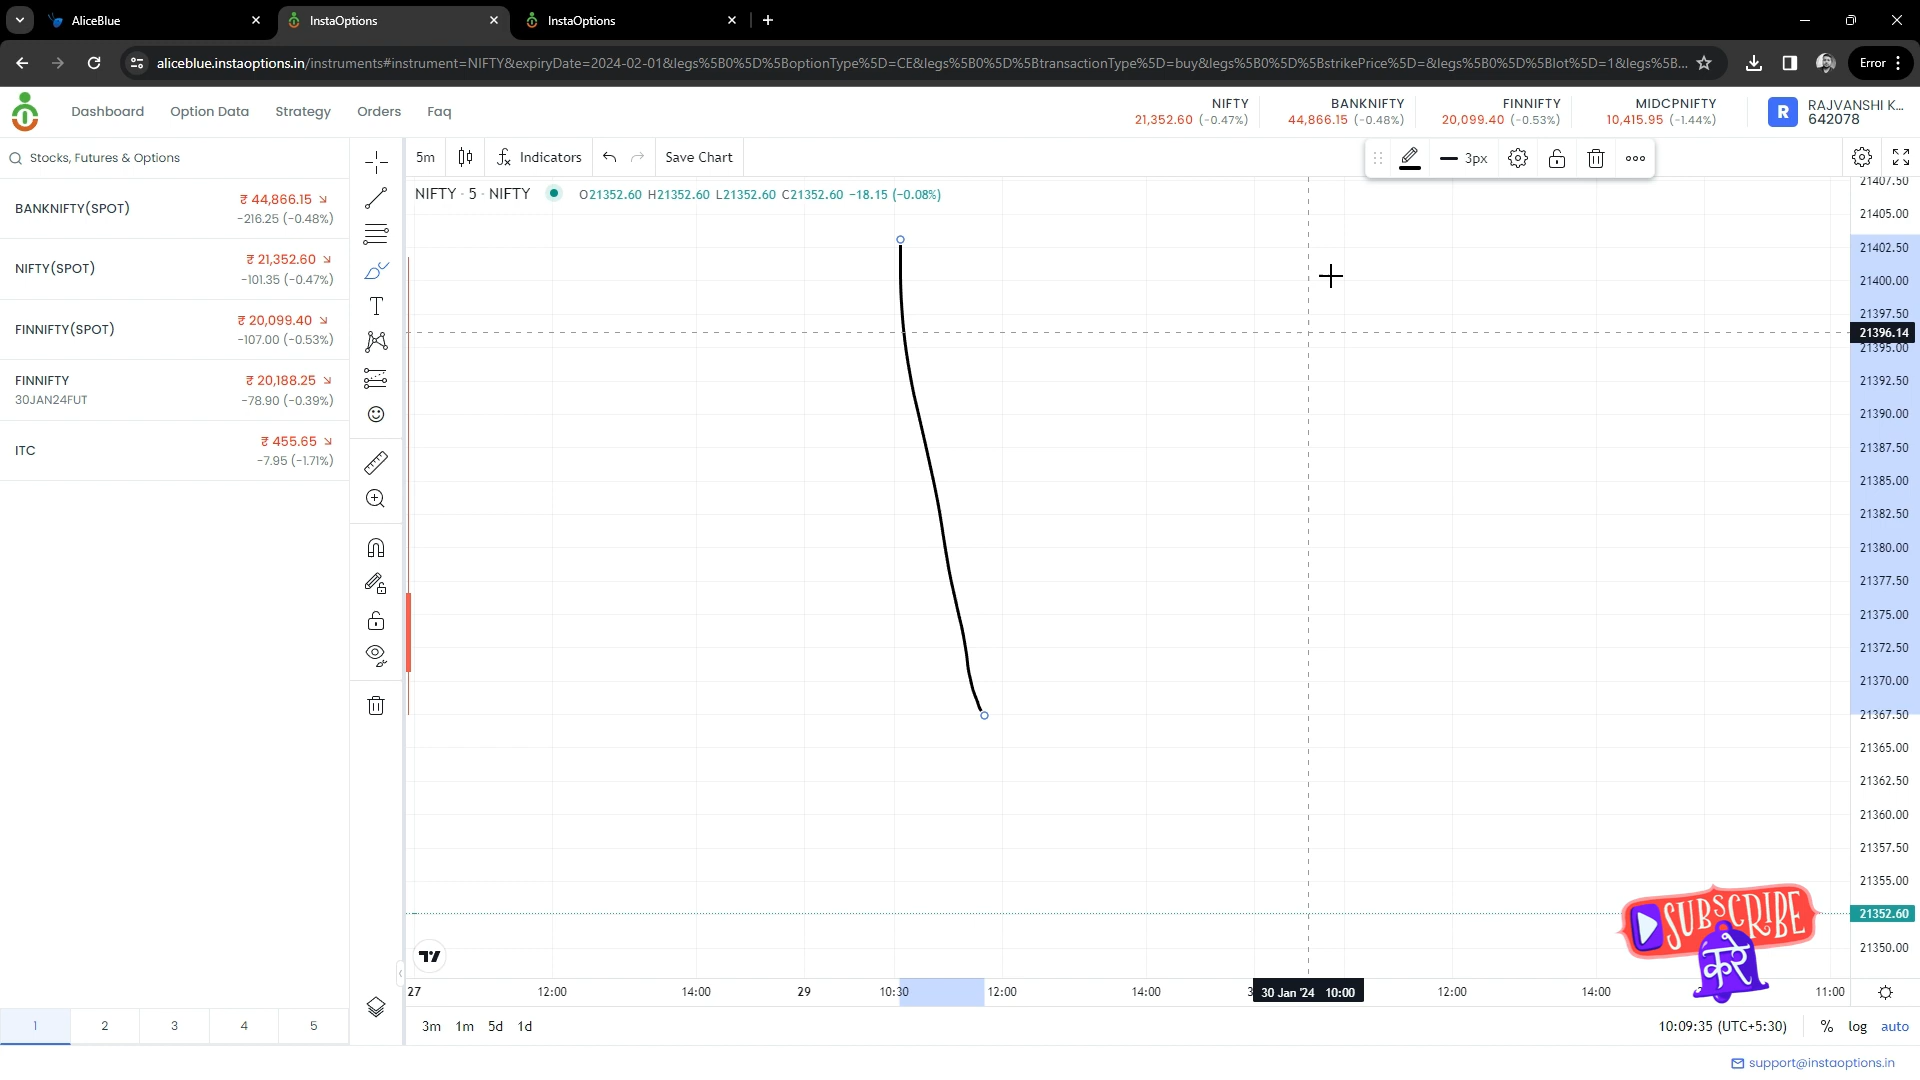 AliceBlue
InstaOptions
InstaOptions
aliceblue.instaoptions.in/instruments#instrument=NIFTY&expiryDate=2024-02-01&legs%5B0%5D%5BoptionType%5D=CE&legs%5B0%5D%5BtransactionType%5D=buy&legs%5B0%5D%5BstrikePrice%5D=&legs%5B0%5D%5Blot%5D=1&legs%5B...
Error
Dashboard Option Data Strategy Orders Faq
NIFTY
21,352.60 (-0.47%)
BANKNIFTY
44,866.15 (-0.48%)
FINNIFTY
20,099.40 (-0.53%)
MIDCPNIFTY
10,415.95 (-1.44%)
R
RAJVANSHI K...
642078
Stocks, Futures & Options
5m Indicators Save Chart
3px
NIFTY · 5 · NIFTY O21352.60 H21352.60 L21352.60 C21352.60 −18.15 (−0.08%)
BANKNIFTY(SPOT) ₹ 44,866.15
-216.25 (-0.48%)
NIFTY(SPOT) ₹ 21,352.60
-101.35 (-0.47%)
FINNIFTY(SPOT) ₹ 20,099.40
-107.00 (-0.53%)
FINNIFTY ₹ 20,188.25
30JAN24FUT -78.90 (-0.39%)
ITC ₹ 455.65
-7.95 (-1.71%)
21407.50
21405.00
21402.50
21400.00
21397.50
21396.14
21395.00
21392.50
21390.00
21387.50
21385.00
21382.50
21380.00
21377.50
21375.00
21372.50
21370.00
21367.50
21365.00
21362.50
21360.00
21357.50
21355.00
21352.60
21350.00
SUBSCRIBE
करे
27 12:00 14:00 29 10:30 12:00 14:00 30 Jan '24 10:00 12:00 14:00 11:00
1 2 3 4 5
3m 1m 5d 1d
10:09:35 (UTC+5:30) % log auto
support@instaoptions.in